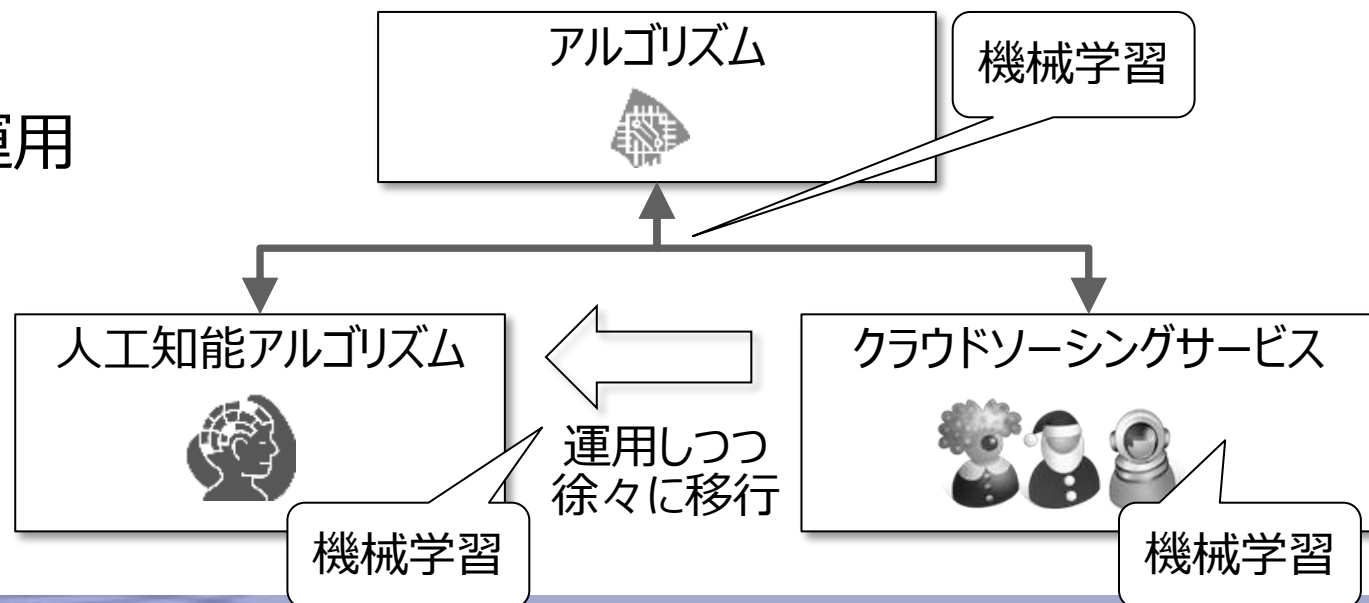 アルゴリズム
機械学習
運用
人工知能アルゴリズム
クラウドソーシングサービス
運用しつつ
徐々に移行
機械学習
機械学習